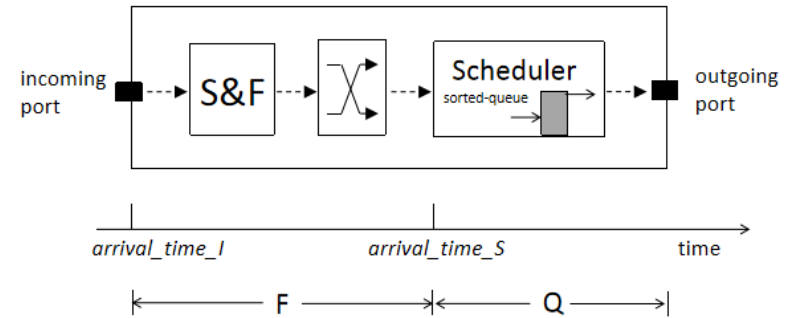 incoming
port
S&F
Scheduler
sorted-queue
outgoing
port
arrival_time_I
arrival_time_S
time
F
Q